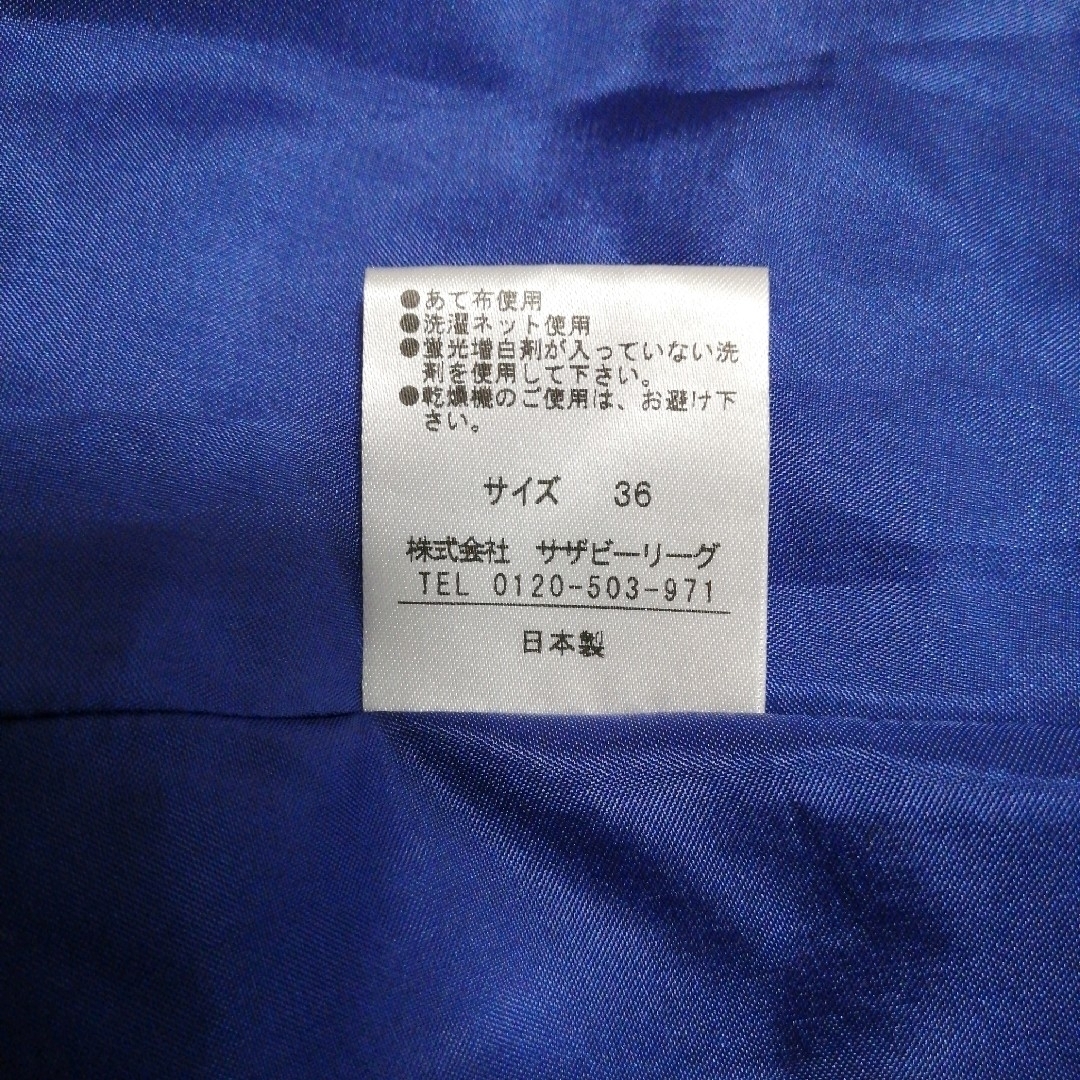 ●あて布使用
●洗濯ネット使用
●蛍光増白剤が入っていない洗
剤を使用して下さい。
●乾燥機のご使用は、お避け下
さい。
サイズ 36
株式会社 サザビーリーグ
TEL 0120-503-971
日本製